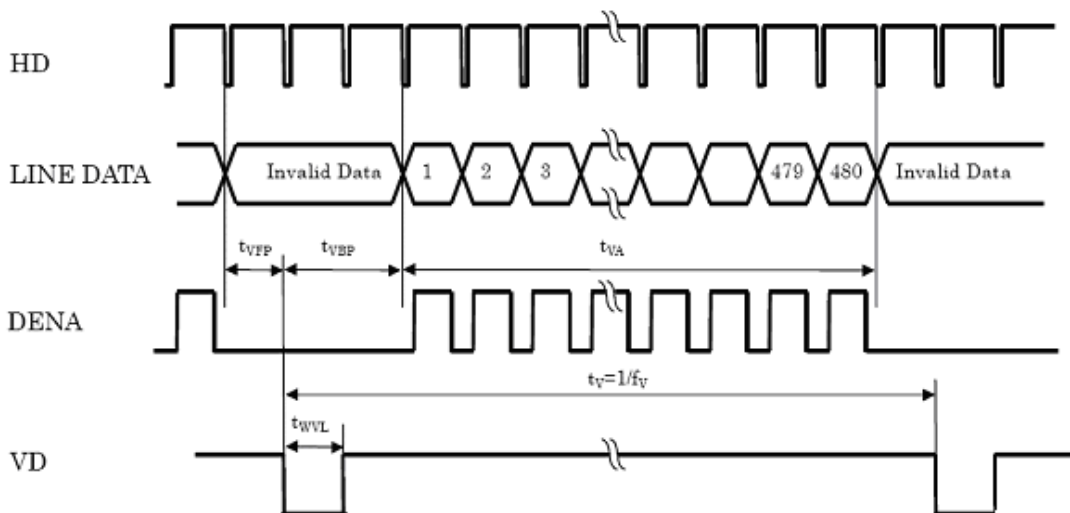 HD
LINE DATA
Invalid Data
1
2
3
479
480
Invalid Data
tVFP
tVBP
tVA
DENA
tV=1/fV
tWVL
VD